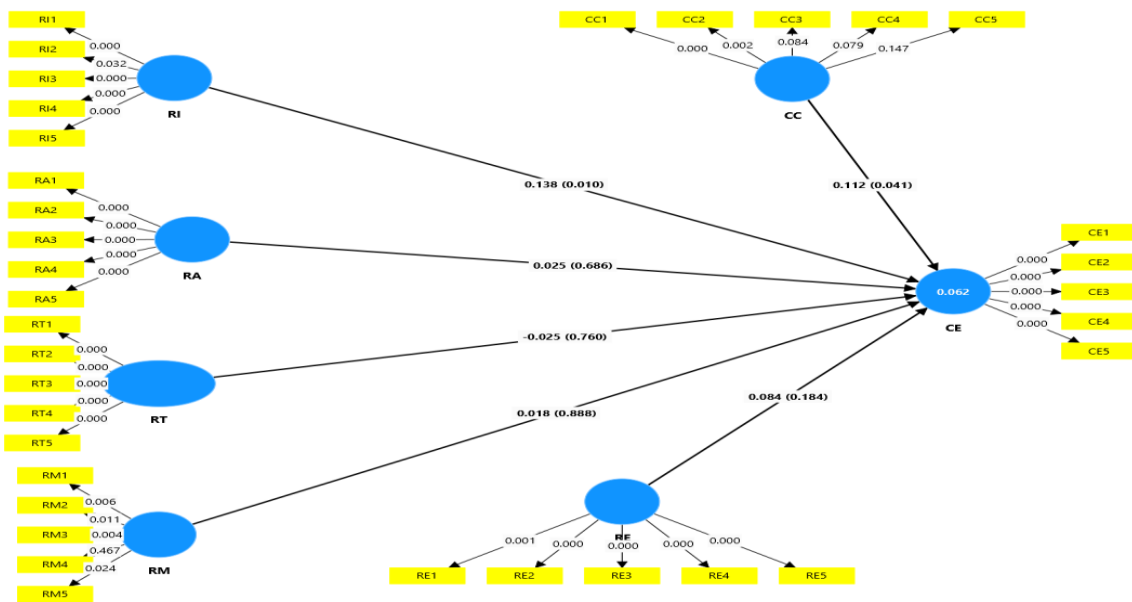 RI1
RI2
RI3
RI4
RI5
0.000
0.032
0.000
0.000
0.000
RI
CC1
CC2
CC3
CC4
CC5
0.000
0.002
0.084
0.079
0.147
CC
0.138 (0.010)
0.112 (0.041)
RA1
RA2
RA3
RA4
RA5
0.000
0.000
0.000
0.000
0.000
RA
0.025 (0.686)
CE1
CE2
CE3
CE4
CE5
0.000
0.000
0.000
0.000
0.000
0.062
CE
RT1
RT2
RT3
RT4
RT5
0.000
0.000
0.000
0.000
0.000
RT
-0.025 (0.760)
0.018 (0.888)
0.084 (0.184)
RM1
RM2
RM3
RM4
RM5
0.006
0.011
0.004
0.467
0.024
RM
RE
0.001
0.000
0.000
0.000
0.000
RE1
RE2
RE3
RE4
RE5